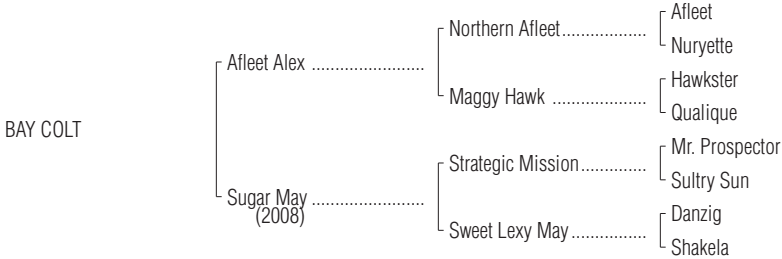 Afleet
Northern Afleet..................
Nuryette
Afleet Alex ........................
Hawkster
Maggy Hawk ....................
Qualique
BAY COLT
Mr. Prospector
Strategic Mission..............
Sultry Sun
Sugar May ........................
(2008)
Danzig
Sweet Lexy May................
Shakela